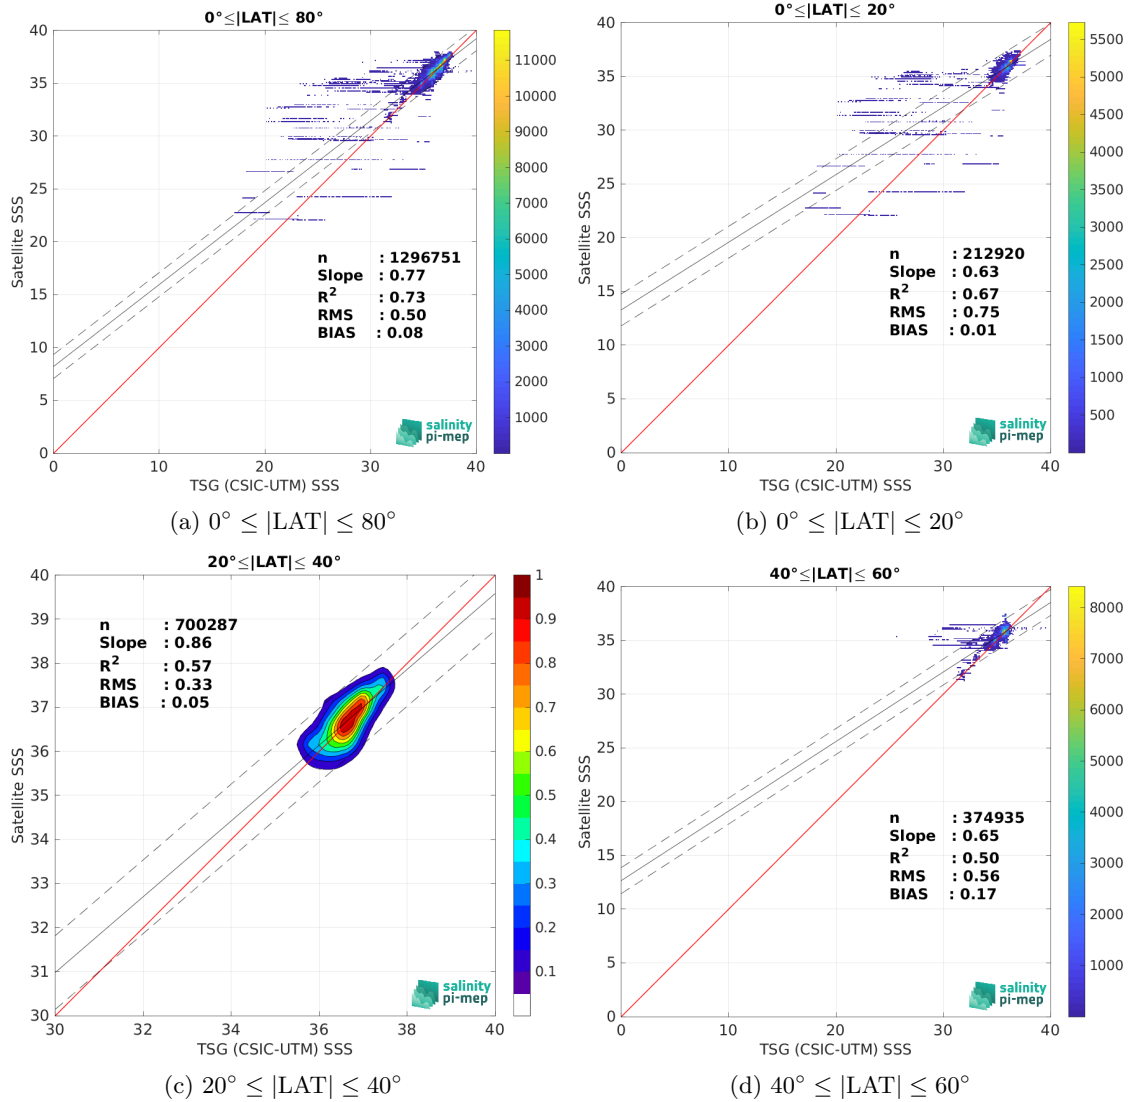 0°≤|LAT|≤ 80°
Satellite SSS
40
35
30
25
20
15
10
5
0
0
10
20
30
40
TSG (CSIC-UTM) SSS
n : 1296751
Slope : 0.77
R2 : 0.73
RMS : 0.50
BIAS : 0.08
salinity
pi-mep
11000
10000
9000
8000
7000
6000
5000
4000
3000
2000
1000
(a) 0° ≤ |LAT| ≤ 80°
0°≤|LAT|≤ 20°
Satellite SSS
40
35
30
25
20
15
10
5
0
0
10
20
30
40
TSG (CSIC-UTM) SSS
n : 212920
Slope : 0.63
R2 : 0.67
RMS : 0.75
BIAS : 0.01
salinity
pi-mep
5500
5000
4500
4000
3500
3000
2500
2000
1500
1000
500
(b) 0° ≤ |LAT| ≤ 20°
20°≤|LAT|≤ 40°
Satellite SSS
40
39
38
37
36
35
34
33
32
31
30
30
32
34
36
38
40
TSG (CSIC-UTM) SSS
n : 700287
Slope : 0.86
R2 : 0.57
RMS : 0.33
BIAS : 0.05
salinity
pi-mep
1
0.9
0.8
0.7
0.6
0.5
0.4
0.3
0.2
0.1
(c) 20° ≤ |LAT| ≤ 40°
40°≤|LAT|≤ 60°
Satellite SSS
40
35
30
25
20
15
10
5
0
0
10
20
30
40
TSG (CSIC-UTM) SSS
n : 374935
Slope : 0.65
R2 : 0.50
RMS : 0.56
BIAS : 0.17
salinity
pi-mep
8000
7000
6000
5000
4000
3000
2000
1000
(d) 40° ≤ |LAT| ≤ 60°